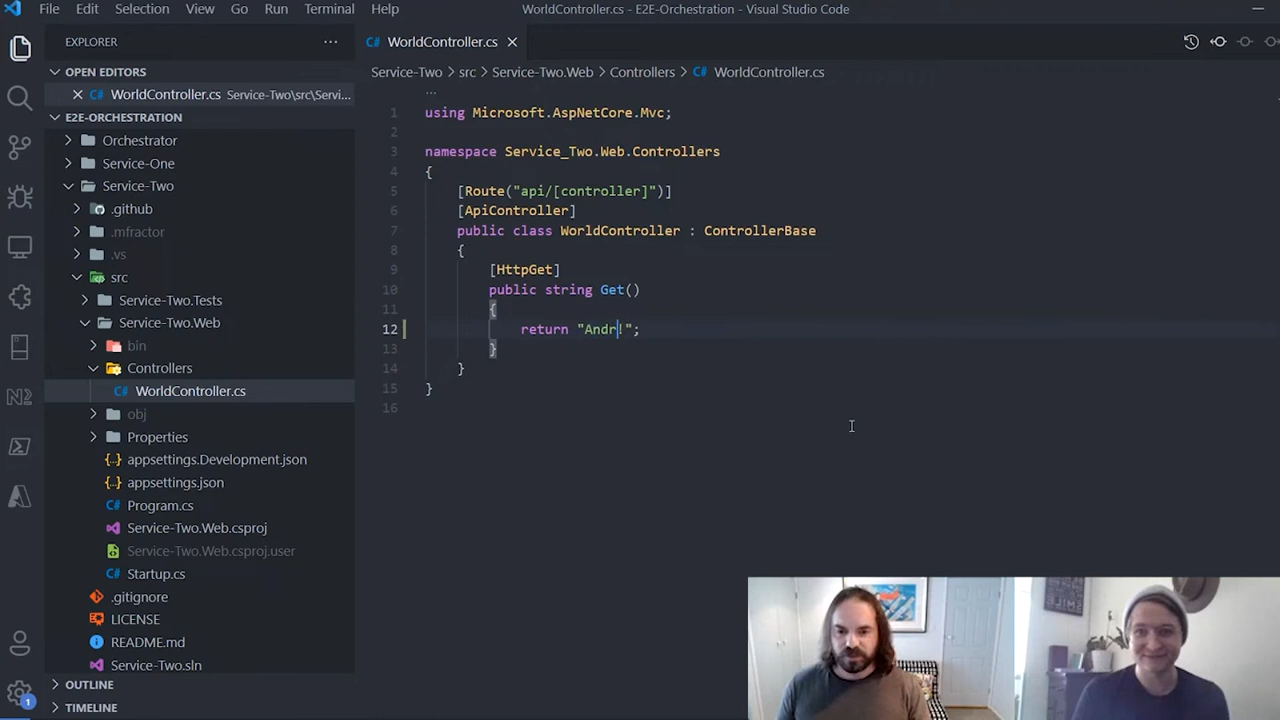 File Edit Selection View Go Run Terminal Help
WorldController.cs - E2E-Orchestration - Visual Studio Code
EXPLORER
OPEN EDITORS
WorldController.cs Service-Two\src\Servi...
E2E-ORCHESTRATION
Orchestrator
Service-One
Service-Two
.github
.mfractor
.vs
src
Service-Two.Tests
Service-Two.Web
bin
Controllers
C# WorldController.cs
obj
Properties
{..} appsettings.Development.json
{..} appsettings.json
C# Program.cs
Service-Two.Web.csproj
Service-Two.Web.csproj.user
C# Startup.cs
.gitignore
LICENSE
README.md
Service-Two.sln
OUTLINE
TIMELINE
N2
1
C# WorldController.cs
Service-Two > src > Service-Two.Web > Controllers > C# WorldController.cs
...
1 using Microsoft.AspNetCore.Mvc;
2
3 namespace Service_Two.Web.Controllers
4 {
5 [Route("api/[controller]")]
6 [ApiController]
7 public class WorldController : ControllerBase
8 {
9 [HttpGet]
10 public string Get()
11 {
12 return "Andr!";
13 }
14 }
15 }
16